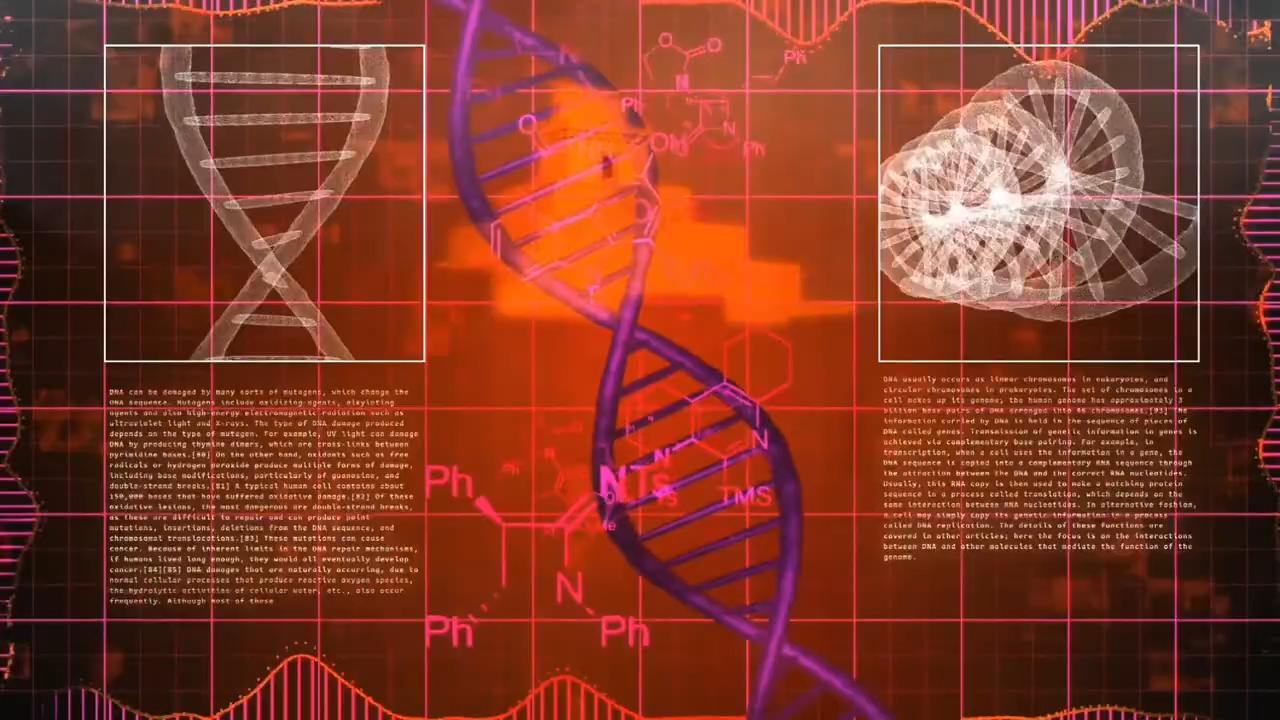 O
O
N
Ph
Ph
N
N
Ph
O
O
N
N
Ph
N
Ts
TMS
N
Ph
Ph
DNA can be damaged by many sorts of mutagens, which change the
DNA sequence. Mutagens include oxidizing agents, alkylating
agents and also high-energy electromagnetic radiation such as
ultraviolet light and X-rays. The type of DNA damage produced
depends on the type of mutagen. For example, UV light can damage
DNA by producing thymine dimers, which are cross-links between
pyrimidine bases.[80] On the other hand, oxidants such as free
radicals or hydrogen peroxide produce multiple forms of damage,
including base modifications, particularly of guanosine, and
double-strand breaks.[81] A typical human cell contains about
150,000 bases that have suffered oxidative damage.[82] Of these
oxidative lesions, the most dangerous are double-strand breaks,
as these are difficult to repair and can produce point
mutations, insertions, deletions from the DNA sequence, and
chromosomal translocations.[83] These mutations can cause
cancer. Because of inherent limits in the DNA repair mechanisms,
if humans lived long enough, they would all eventually develop
cancer.[84][85] DNA damages that are naturally occurring, due to
normal cellular processes that produce reactive oxygen species,
the hydrolytic activities of cellular water, etc., also occur
frequently. Although most of these
DNA usually occurs as linear chromosomes in eukaryotes, and
circular chromosomes in prokaryotes. The set of chromosomes in a
cell makes up its genome; the human genome has approximately 3
billion base pairs of DNA arranged into 46 chromosomes.[93] The
information carried by DNA is held in the sequence of pieces of
DNA called genes. Transmission of genetic information in genes is
achieved via complementary base pairing. For example, in
transcription, when a cell uses the information in a gene, the
DNA sequence is copied into a complementary RNA sequence through
the attraction between the DNA and the correct RNA nucleotides.
Usually, this RNA copy is then used to make a matching protein
sequence in a process called translation, which depends on the
same interaction between RNA nucleotides. In alternative fashion,
a cell may simply copy its genetic information in a process
called DNA replication. The details of these functions are
covered in other articles; here the focus is on the interactions
between DNA and other molecules that mediate the function of the
genome.